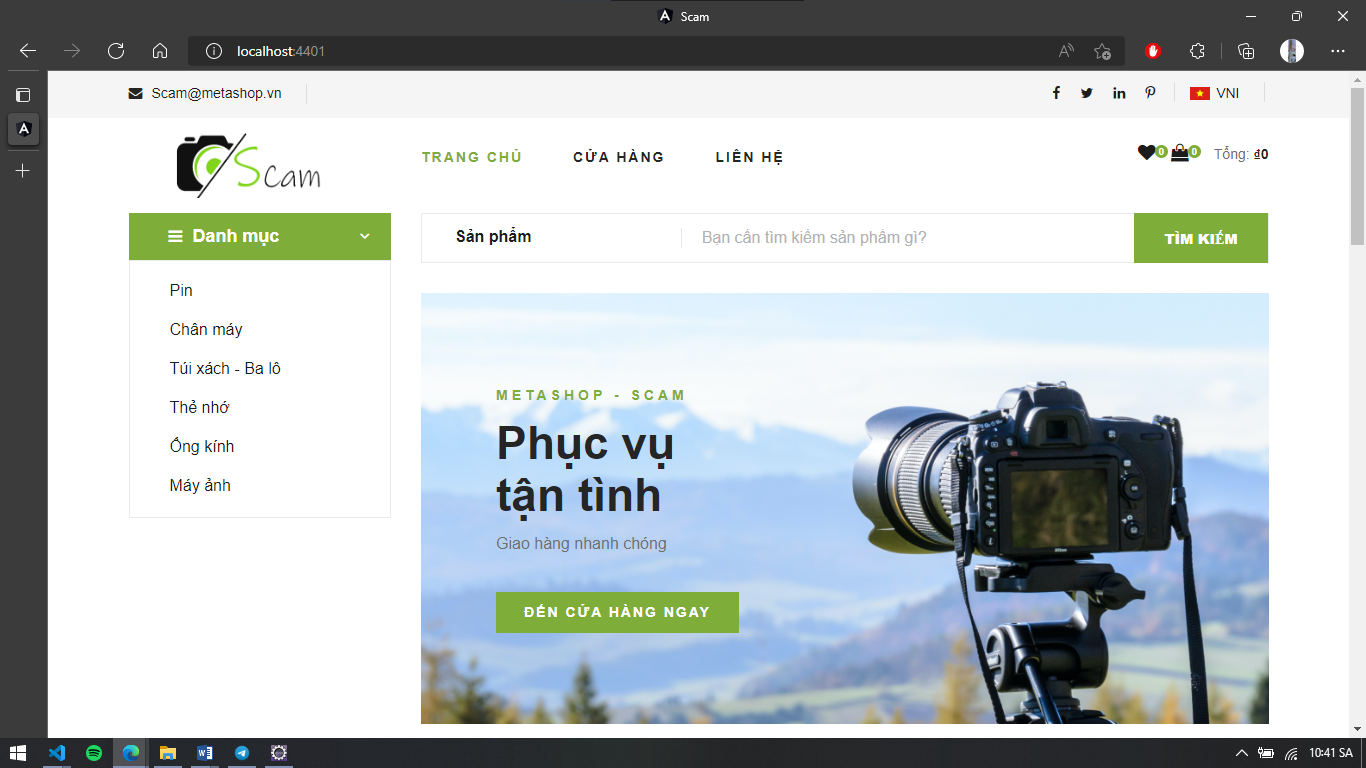 Scam
localhost:4401
Scam@metashop.vn
VNI
Scam
TRANG CHỦ
CỬA HÀNG
LIÊN HỆ
0
0
Tổng: ₫0
Danh mục
Sản phẩm
Bạn cần tìm kiếm sản phẩm gì?
TÌM KIẾM
Pin
Chân máy
Túi xách - Ba lô
Thẻ nhớ
Ống kính
Máy ảnh
METASHOP - SCAM
Phục vụ
tận tình
Giao hàng nhanh chóng
ĐẾN CỬA HÀNG NGAY
10:41 SA